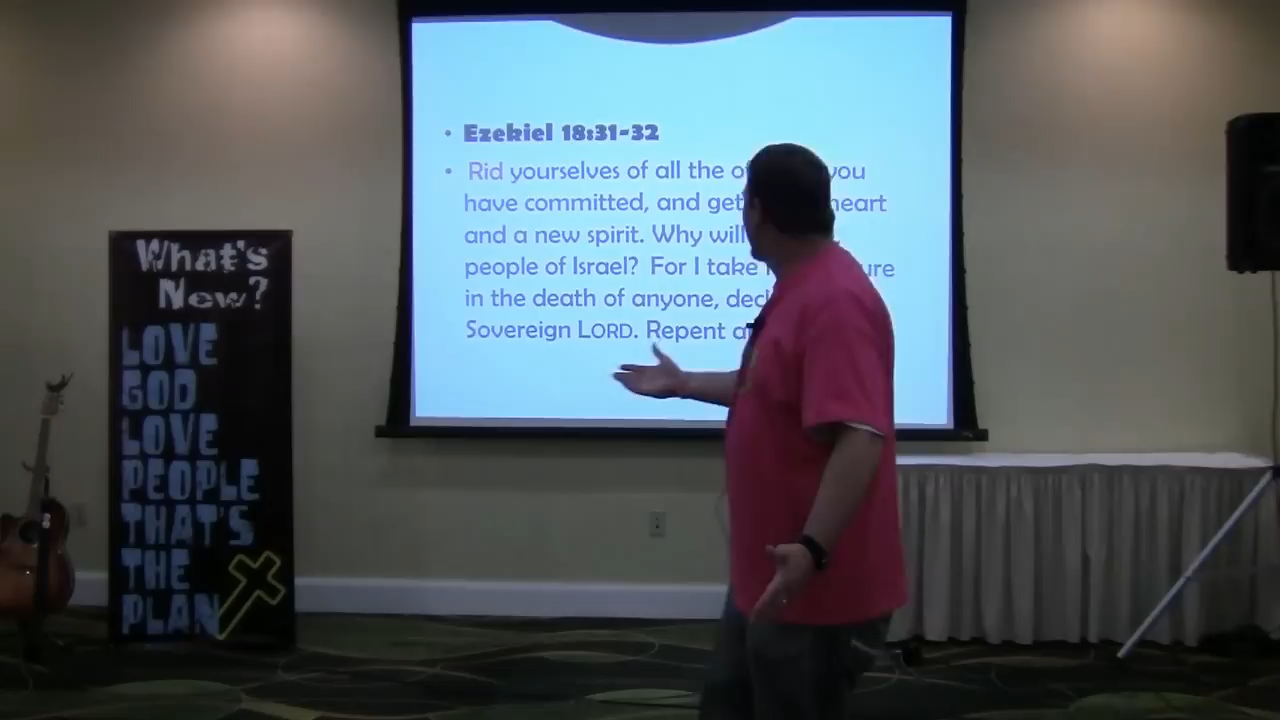 What's
New?
LOVE
GOD
LOVE
PEOPLE
THAT'S
THE
PLAN
• Ezekiel 18:31-32
• Rid yourselves of all the you
have committed, and get heart
and a new spirit. Why will
people of Israel? For I take
in the death of anyone,
Sovereign LORD. Repent